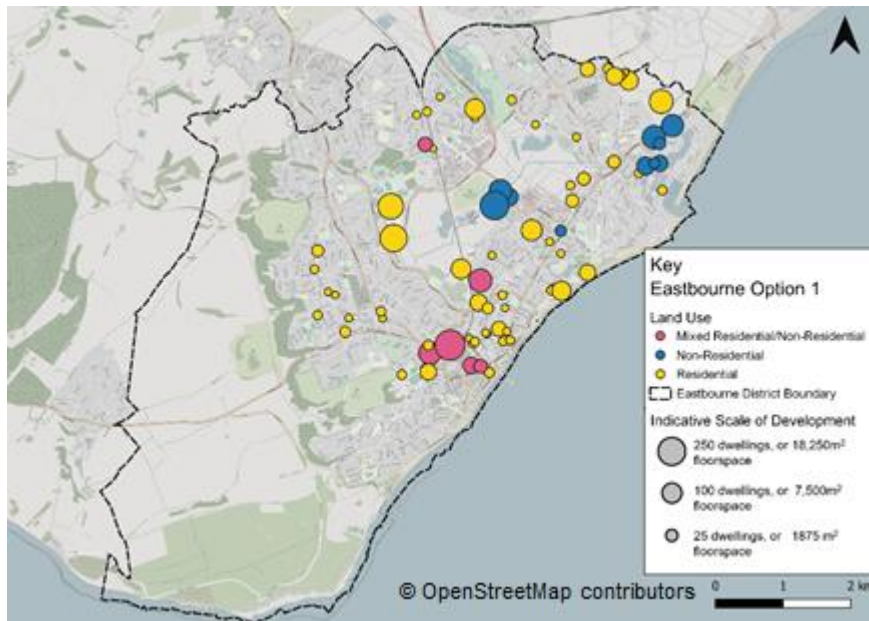 Key
Eastbourne Option 1
Land Use
Mixed Residential/Non-Residential
Non-Residential
Residential
Eastbourne District Boundary
Indicative Scale of Development
250 dwellings, or 18,250m²
floorspace
100 dwellings, or 7,500m²
floorspace
25 dwellings, or 1875 m²
floorspace
© OpenStreetMap contributors
0 1 2 km